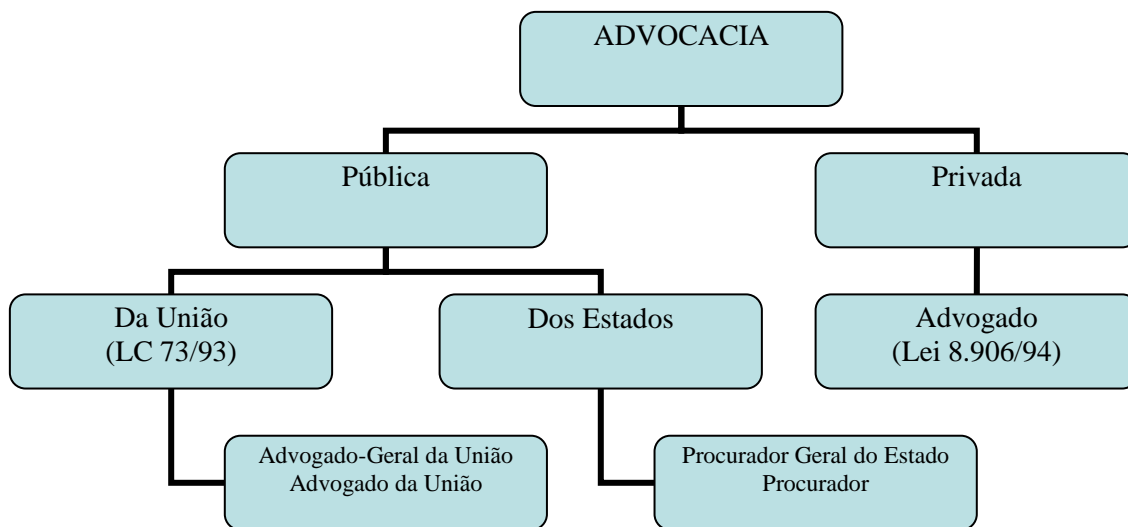 ADVOCACIA
Pública
Privada
Da União
(LC 73/93)
Dos Estados
Advogado
(Lei 8.906/94)
Advogado-Geral da União
Advogado da União
Procurador Geral do Estado
Procurador